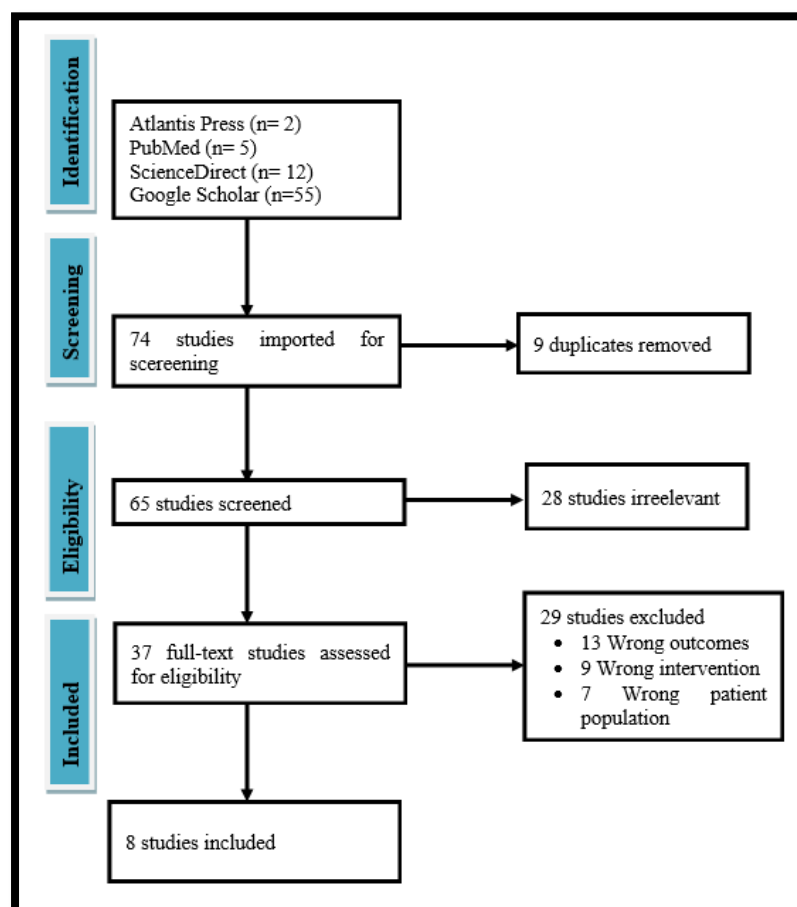 Identification
Atlantis Press (n= 2)
PubMed (n= 5)
ScienceDirect (n= 12)
Google Scholar (n=55)
Screening
74 studies imported for
scereening
9 duplicates removed
Eligibility
65 studies screened
28 studies irreelevant
Included
37 full-text studies assessed
for eligibility
29 studies excluded
• 13 Wrong outcomes
• 9 Wrong intervention
• 7 Wrong patient
population
8 studies included